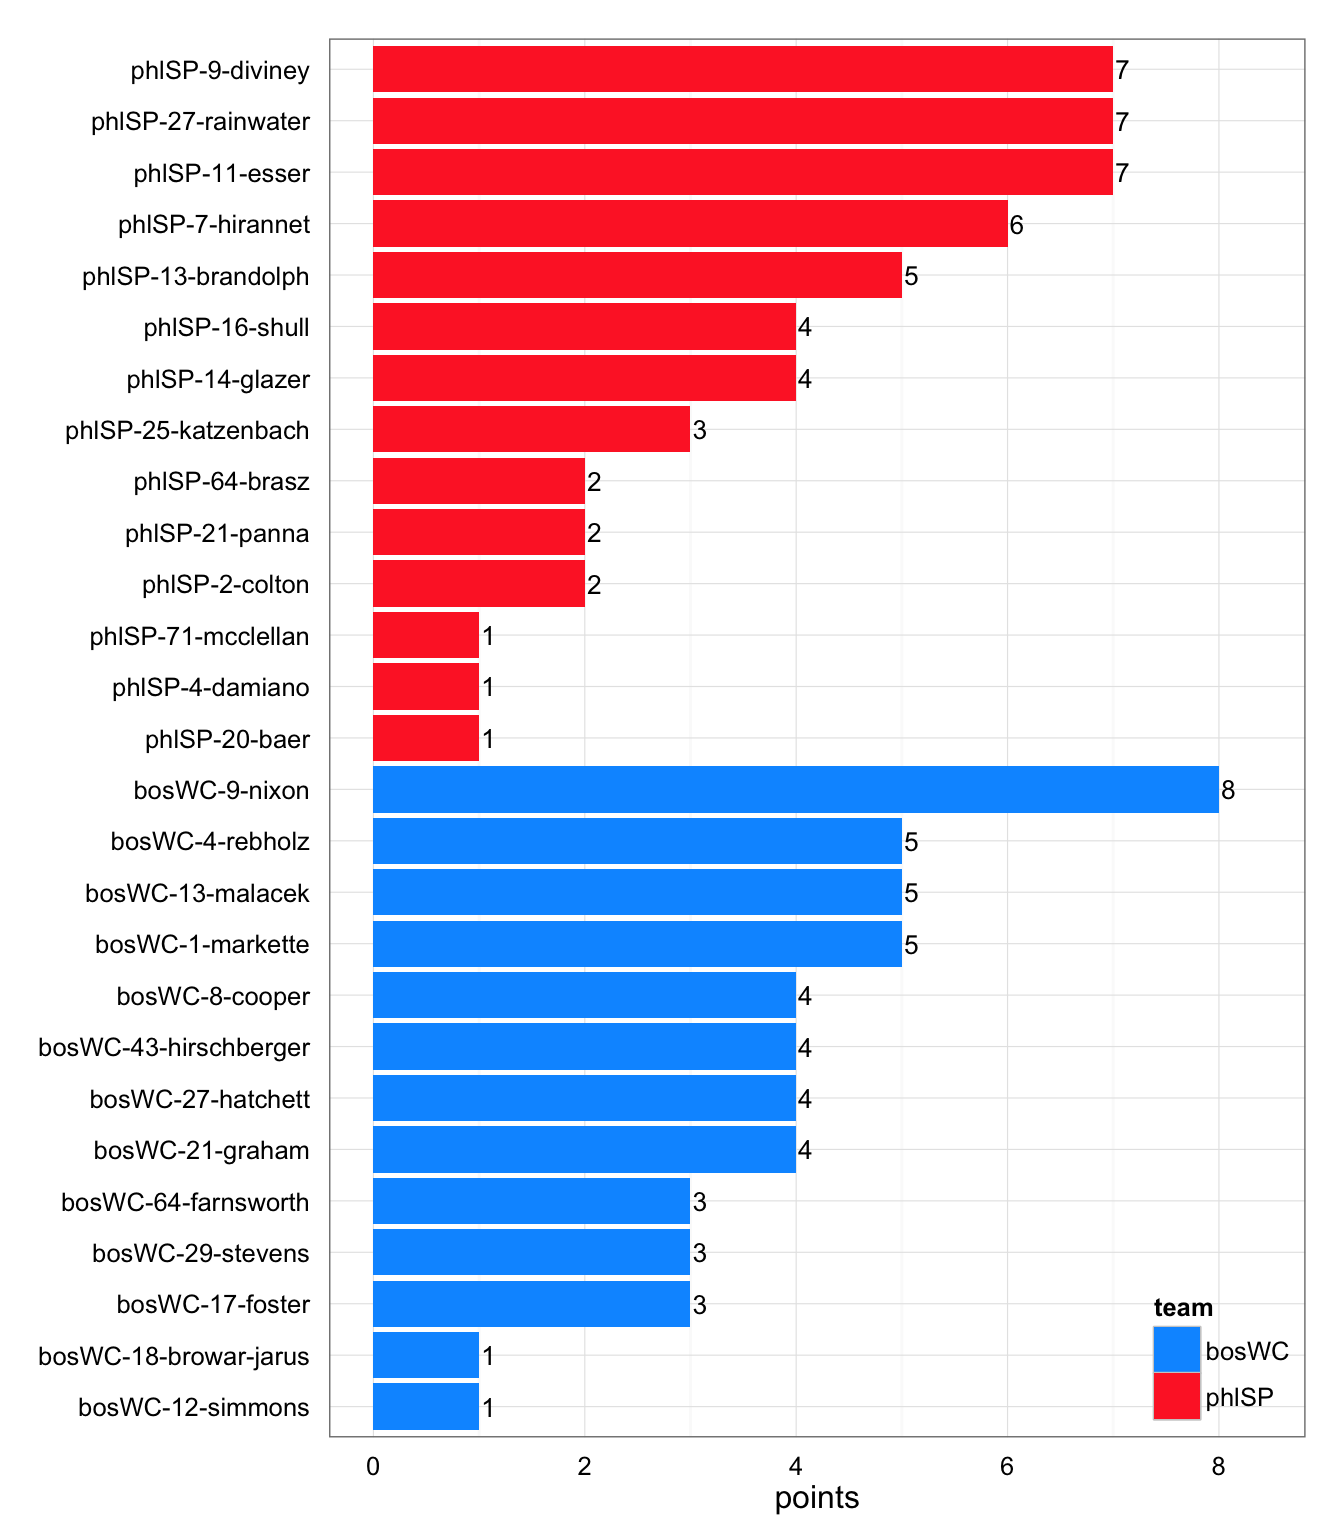 phlSP-9-diviney 7
phlSP-27-rainwater 7
phlSP-11-esser 7
phlSP-7-hirannet 6
phlSP-13-brandolph 5
phlSP-16-shull 4
phlSP-14-glazer 4
phlSP-25-katzenbach 3
phlSP-64-brasz 2
phlSP-21-panna 2
phlSP-2-colton 2
phlSP-71-mcclellan 1
phlSP-4-damiano 1
phlSP-20-baer 1
bosWC-9-nixon 8
bosWC-4-rebholz 5
bosWC-13-malacek 5
bosWC-1-markette 5
bosWC-8-cooper 4
bosWC-43-hirschberger 4
bosWC-27-hatchett 4
bosWC-21-graham 4
bosWC-64-farnsworth 3
bosWC-29-stevens 3
bosWC-17-foster 3
bosWC-18-browar-jarus 1
bosWC-12-simmons 1
team
bosWC
phlSP
0 2 4 6 8
points